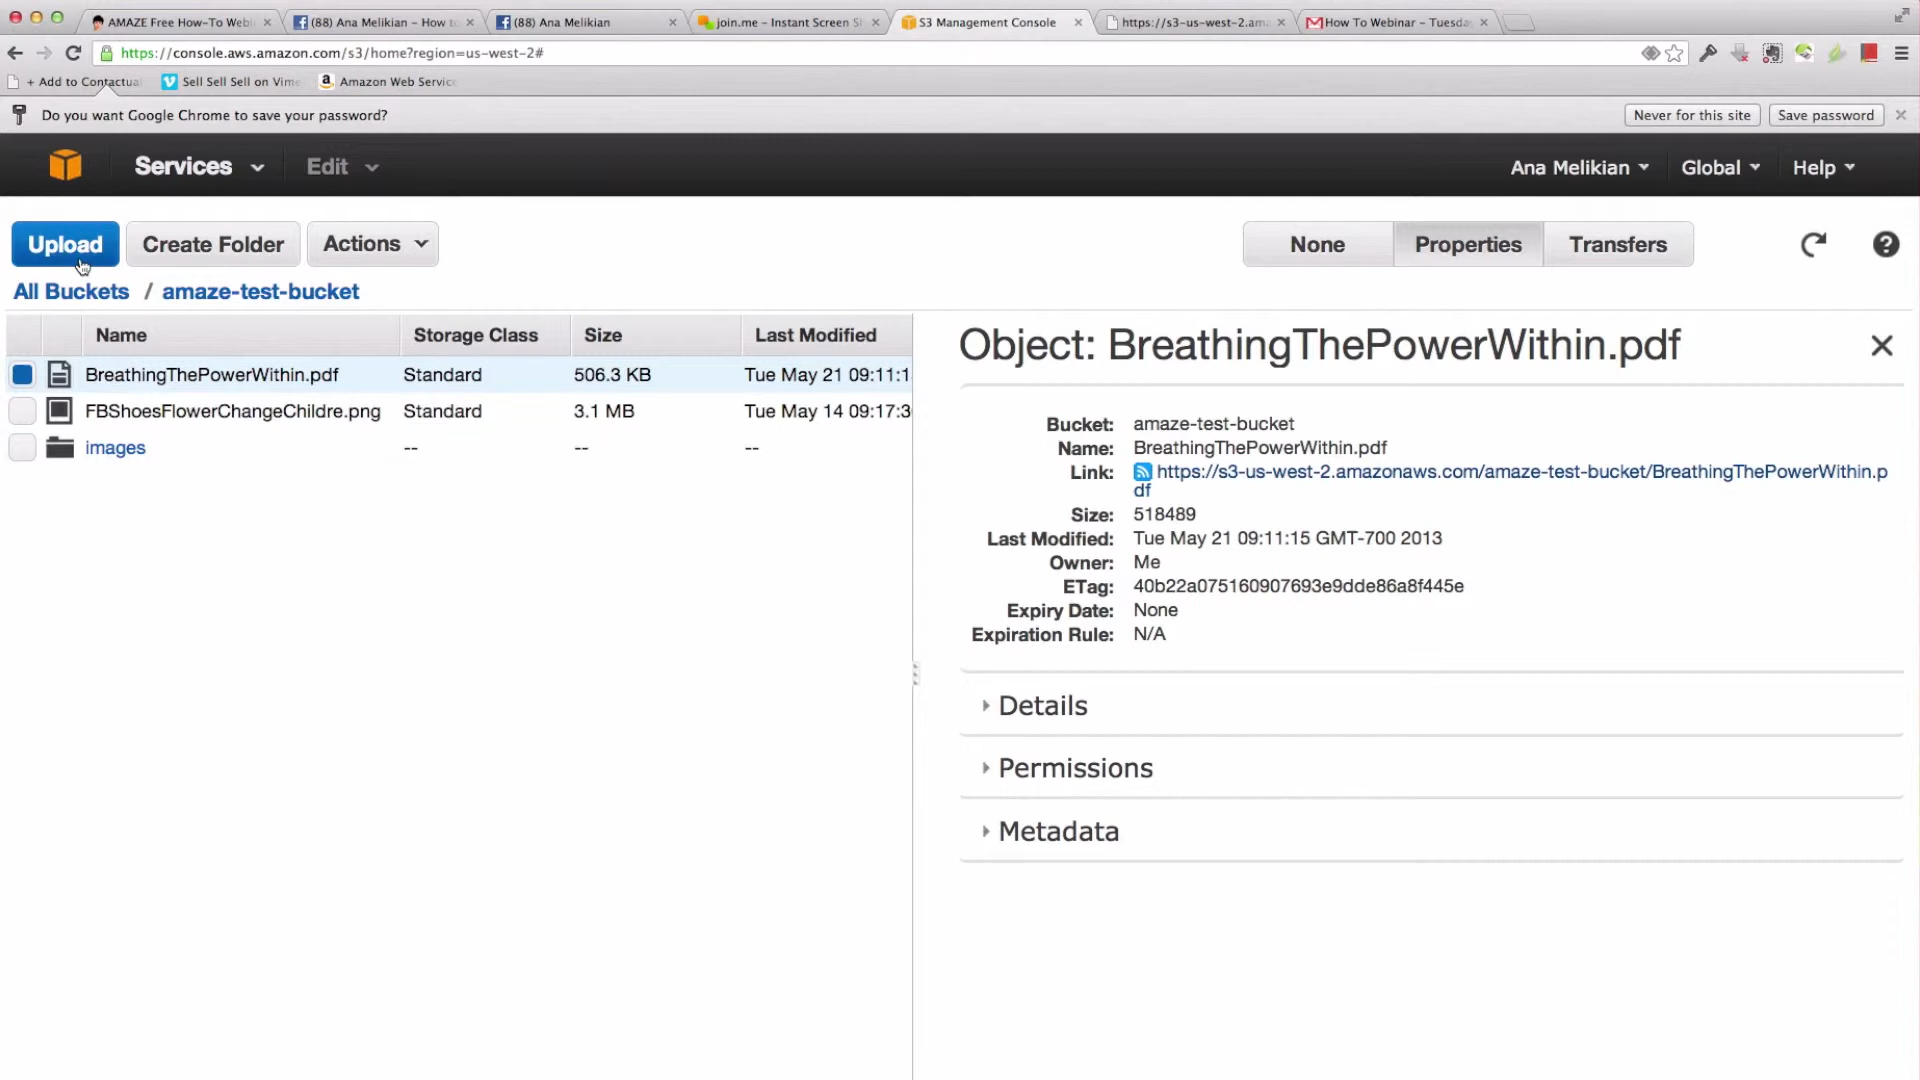 AMAZE Free How-To Webi
(88) Ana Melikian – How to
(88) Ana Melikian
join.me – Instant Screen Sh
S3 Management Console
https://s3-us-west-2.ama
How To Webinar – Tuesda
https://console.aws.amazon.com/s3/home?region=us-west-2#
+ Add to Contactua
Sell Sell Sell on Vime
Amazon Web Servic
Do you want Google Chrome to save your password?
Never for this site
Save password
Services
Edit
Ana Melikian
Global
Help
Upload
Create Folder
Actions
None
Properties
Transfers
All Buckets / amaze-test-bucket
Name Storage Class Size Last Modified
BreathingThePowerWithin.pdf Standard 506.3 KB Tue May 21 09:11:1
FBShoesFlowerChangeChildre.png Standard 3.1 MB Tue May 14 09:17:3
images -- -- --
Object: BreathingThePowerWithin.pdf
Bucket: amaze-test-bucket
Name: BreathingThePowerWithin.pdf
Link: https://s3-us-west-2.amazonaws.com/amaze-test-bucket/BreathingThePowerWithin.p
df
Size: 518489
Last Modified: Tue May 21 09:11:15 GMT-700 2013
Owner: Me
ETag: 40b22a075160907693e9dde86a8f445e
Expiry Date: None
Expiration Rule: N/A
Details
Permissions
Metadata